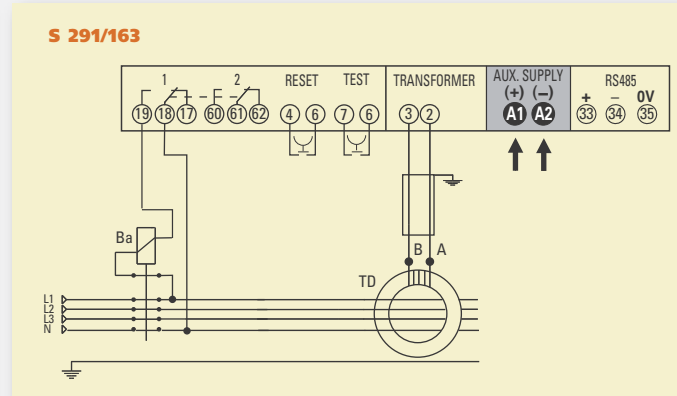 S 291/163
1 2 RESET TEST TRANSFORMER AUX. SUPPLY RS485
(+) (–) + – 0V
19 18 17 60 61 62 4 6 7 6 3 2 A1 A2 33 34 35
Ba B A
TD
L1
L2
L3
N